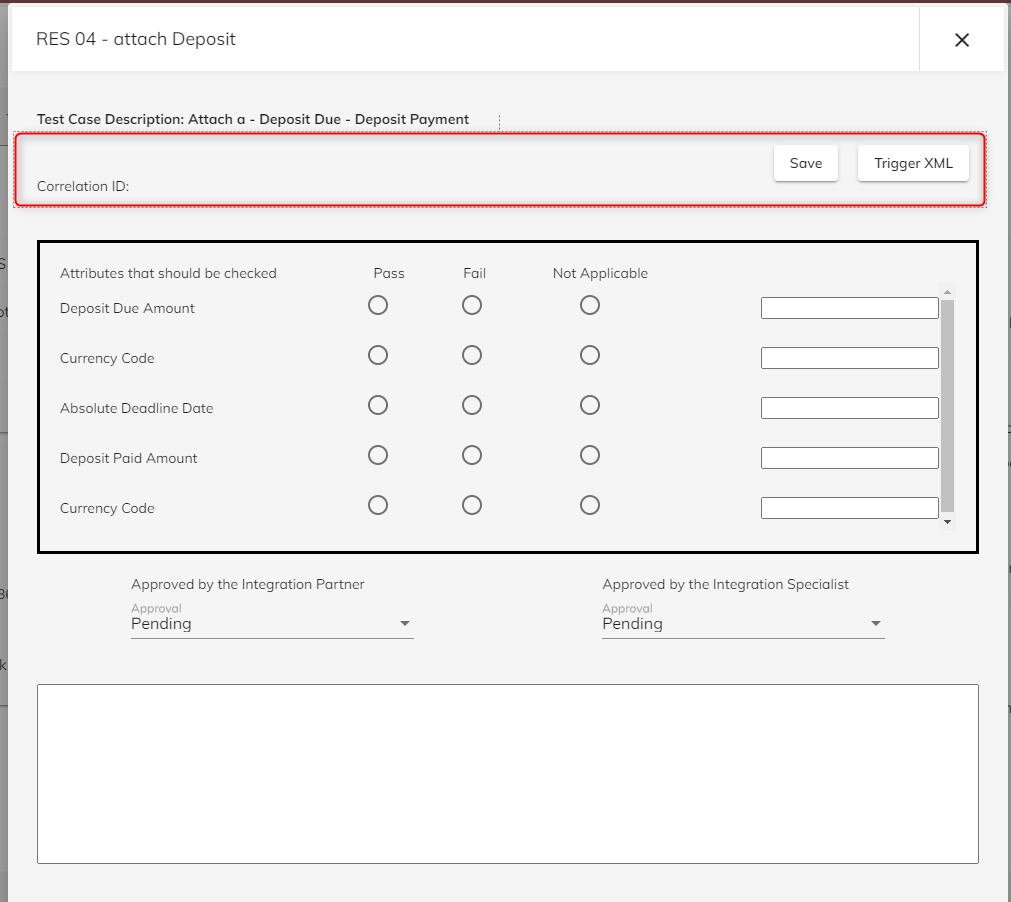 RES 04 - attach Deposit
Test Case Description: Attach a - Deposit Due - Deposit Payment
Save
Trigger XML
Correlation ID:
Attributes that should be checked Pass Fail Not Applicable
Deposit Due Amount
Currency Code
Absolute Deadline Date
Deposit Paid Amount
Currency Code
Approved by the Integration Partner
Approval
Pending
Approved by the Integration Specialist
Approval
Pending